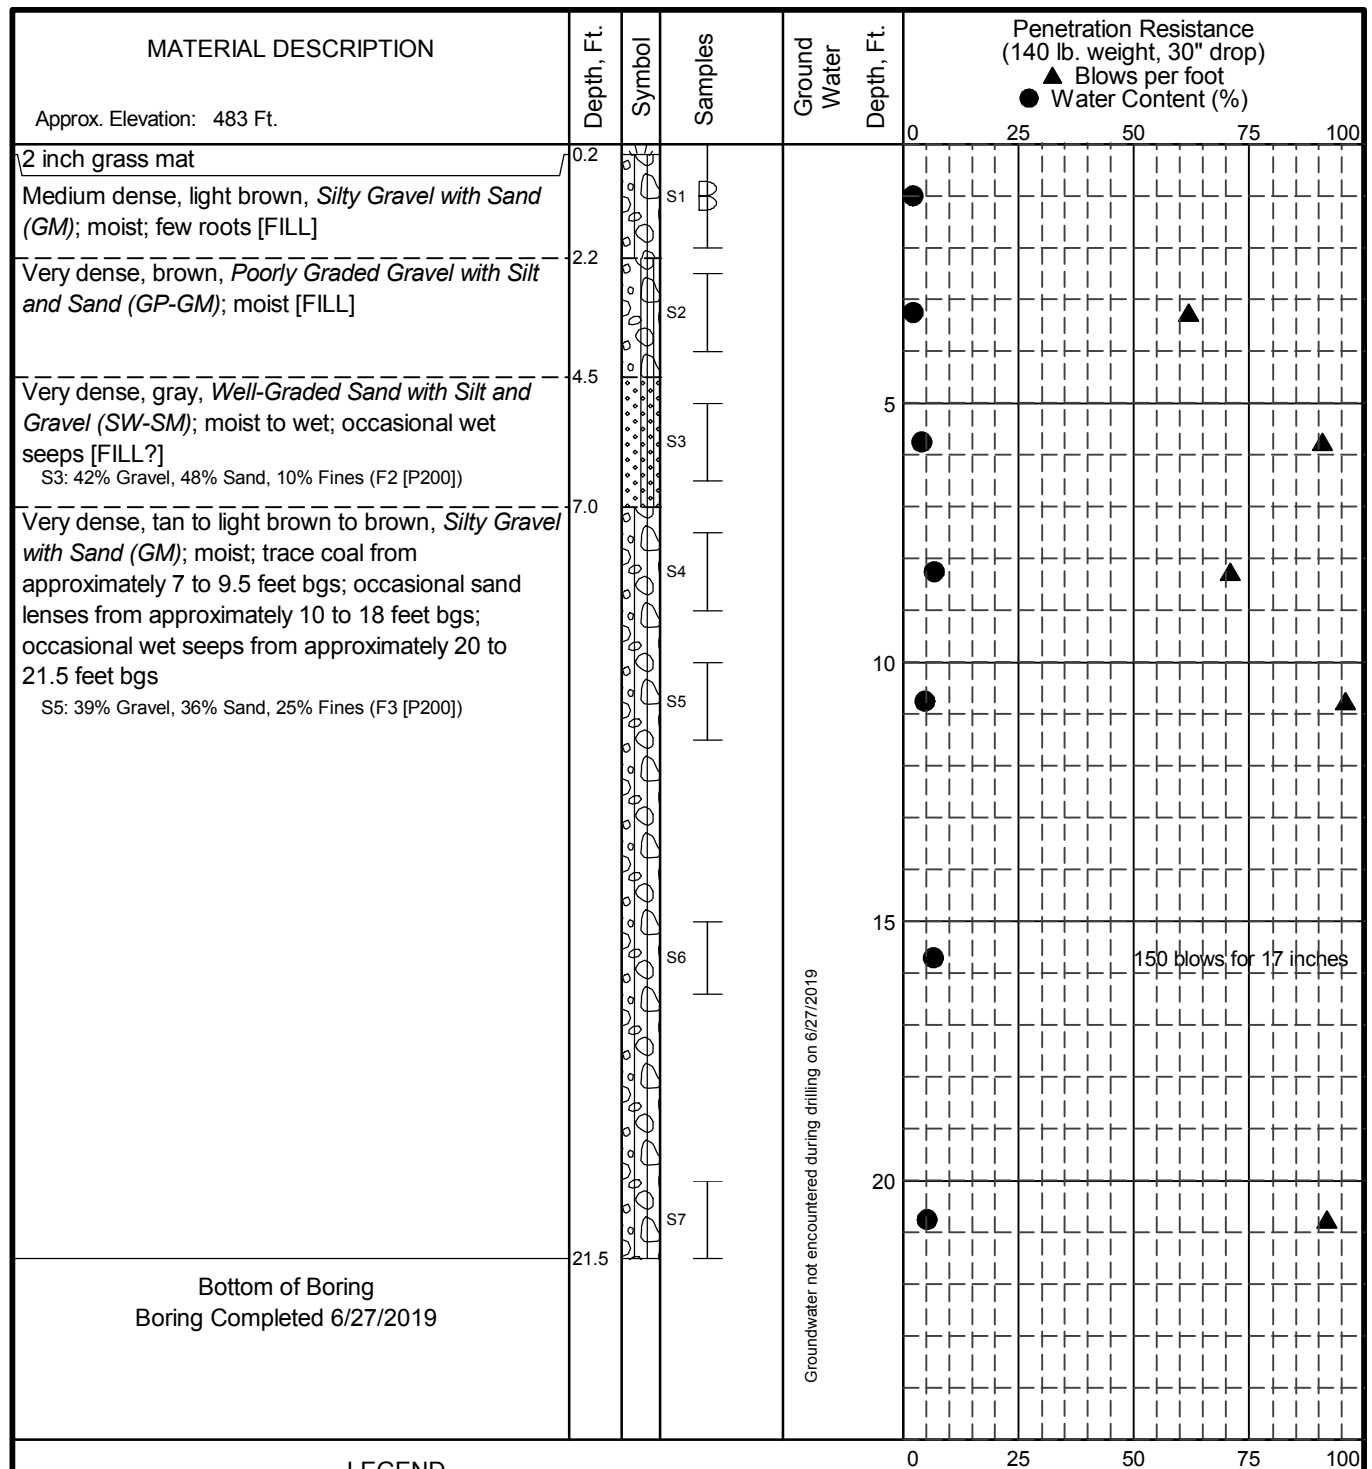 MATERIAL DESCRIPTION
Approx. Elevation: 483 Ft.
Depth, Ft.
Symbol
Samples
Ground
Water
Depth, Ft.
Penetration Resistance
(140 lb. weight, 30" drop)
▲ Blows per foot
● Water Content (%)
0 25 50 75 100
2 inch grass mat
0.2
Medium dense, light brown, Silty Gravel with Sand
(GM); moist; few roots [FILL]
S1
2.2
Very dense, brown, Poorly Graded Gravel with Silt
and Sand (GP-GM); moist [FILL]
S2
4.5
Very dense, gray, Well-Graded Sand with Silt and
Gravel (SW-SM); moist to wet; occasional wet
seeps [FILL?]
S3: 42% Gravel, 48% Sand, 10% Fines (F2 [P200])
S3
5
7.0
Very dense, tan to light brown to brown, Silty Gravel
with Sand (GM); moist; trace coal from
approximately 7 to 9.5 feet bgs; occasional sand
lenses from approximately 10 to 18 feet bgs;
occasional wet seeps from approximately 20 to
21.5 feet bgs
S5: 39% Gravel, 36% Sand, 25% Fines (F3 [P200])
S4
10
S5
15
S6
150 blows for 17 inches
Groundwater not encountered during drilling on 6/27/2019
20
S7
21.5
Bottom of Boring
Boring Completed 6/27/2019
0 25 50 75 100
LEGEND